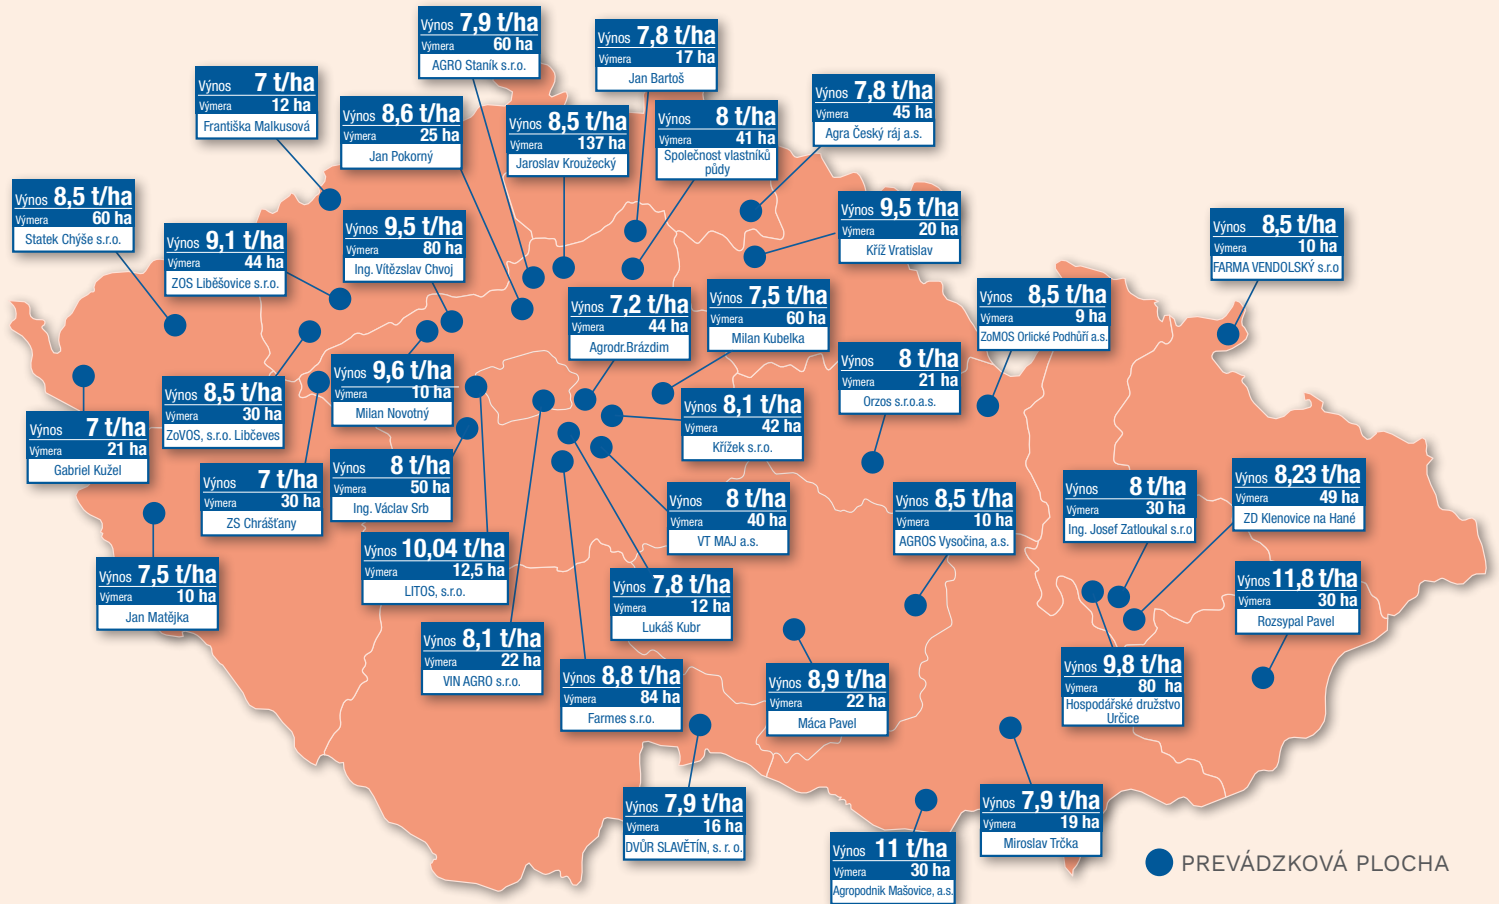 Výnos 7,9 t/ha
Výmera 60 ha
AGRO Staník s.r.o.
Výnos 7,8 t/ha
Výmera 17 ha
Jan Bartoš
Výnos 7 t/ha
Výmera 12 ha
Františka Malkusová
Výnos 8,6 t/ha
Výmera 25 ha
Jan Pokorný
Výnos 8,5 t/ha
Výmera 137 ha
Jaroslav Kroužecký
Výnos 8 t/ha
Výmera 41 ha
Společnost vlastníků
půdy
Výnos 7,8 t/ha
Výmera 45 ha
Agra Český ráj a.s.
Výnos 8,5 t/ha
Výmera 60 ha
Statek Chýše s.r.o.
Výnos 9,1 t/ha
Výmera 44 ha
ZOS Liběšovice s.r.o.
Výnos 9,5 t/ha
Výmera 80 ha
Ing. Vítězslav Chvoj
Výnos 9,5 t/ha
Výmera 20 ha
Kříž Vratislav
Výnos 8,5 t/ha
Výmera 10 ha
FARMA VENDOLSKÝ s.r.o
Výnos 7,2 t/ha
Výmera 44 ha
Agrodr.Brázdim
Výnos 7,5 t/ha
Výmera 60 ha
Milan Kubelka
Výnos 8,5 t/ha
Výmera 9 ha
ZoMOS Orlické Podhůří a.s.
Výnos 8 t/ha
Výmera 21 ha
Orzos s.r.o.a.s.
Výnos 9,6 t/ha
Výmera 10 ha
Milan Novotný
Výnos 8,5 t/ha
Výmera 30 ha
ZoVOS, s.r.o. Libčeves
Výnos 8,1 t/ha
Výmera 42 ha
Křížek s.r.o.
Výnos 7 t/ha
Výmera 21 ha
Gabriel Kužel
Výnos 7 t/ha
Výmera 30 ha
ZS Chrášťany
Výnos 8 t/ha
Výmera 50 ha
Ing. Václav Srb
Výnos 8 t/ha
Výmera 40 ha
VT MAJ a.s.
Výnos 8,5 t/ha
Výmera 10 ha
AGROS Vysočina, a.s.
Výnos 8 t/ha
Výmera 30 ha
Ing. Josef Zatloukal s.r.o
Výnos 8,23 t/ha
Výmera 49 ha
ZD Klenovice na Hané
Výnos 7,5 t/ha
Výmera 10 ha
Jan Matějka
Výnos 10,04 t/ha
Výmera 12,5 ha
LITOS, s.r.o.
Výnos 7,8 t/ha
Výmera 12 ha
Lukáš Kubr
Výnos 11,8 t/ha
Výmera 30 ha
Rozsypal Pavel
Výnos 8,1 t/ha
Výmera 22 ha
VIN AGRO s.r.o.
Výnos 8,8 t/ha
Výmera 84 ha
Farmes s.r.o.
Výnos 8,9 t/ha
Výmera 22 ha
Máca Pavel
Výnos 9,8 t/ha
Výmera 80 ha
Hospodářské družstvo
Určice
Výnos 7,9 t/ha
Výmera 16 ha
DVŮR SLAVĚTÍN, s. r. o.
Výnos 11 t/ha
Výmera 30 ha
Agropodnik Mašovice, a.s.
Výnos 7,9 t/ha
Výmera 19 ha
Miroslav Trčka
PREVÁDZKOVÁ PLOCHA